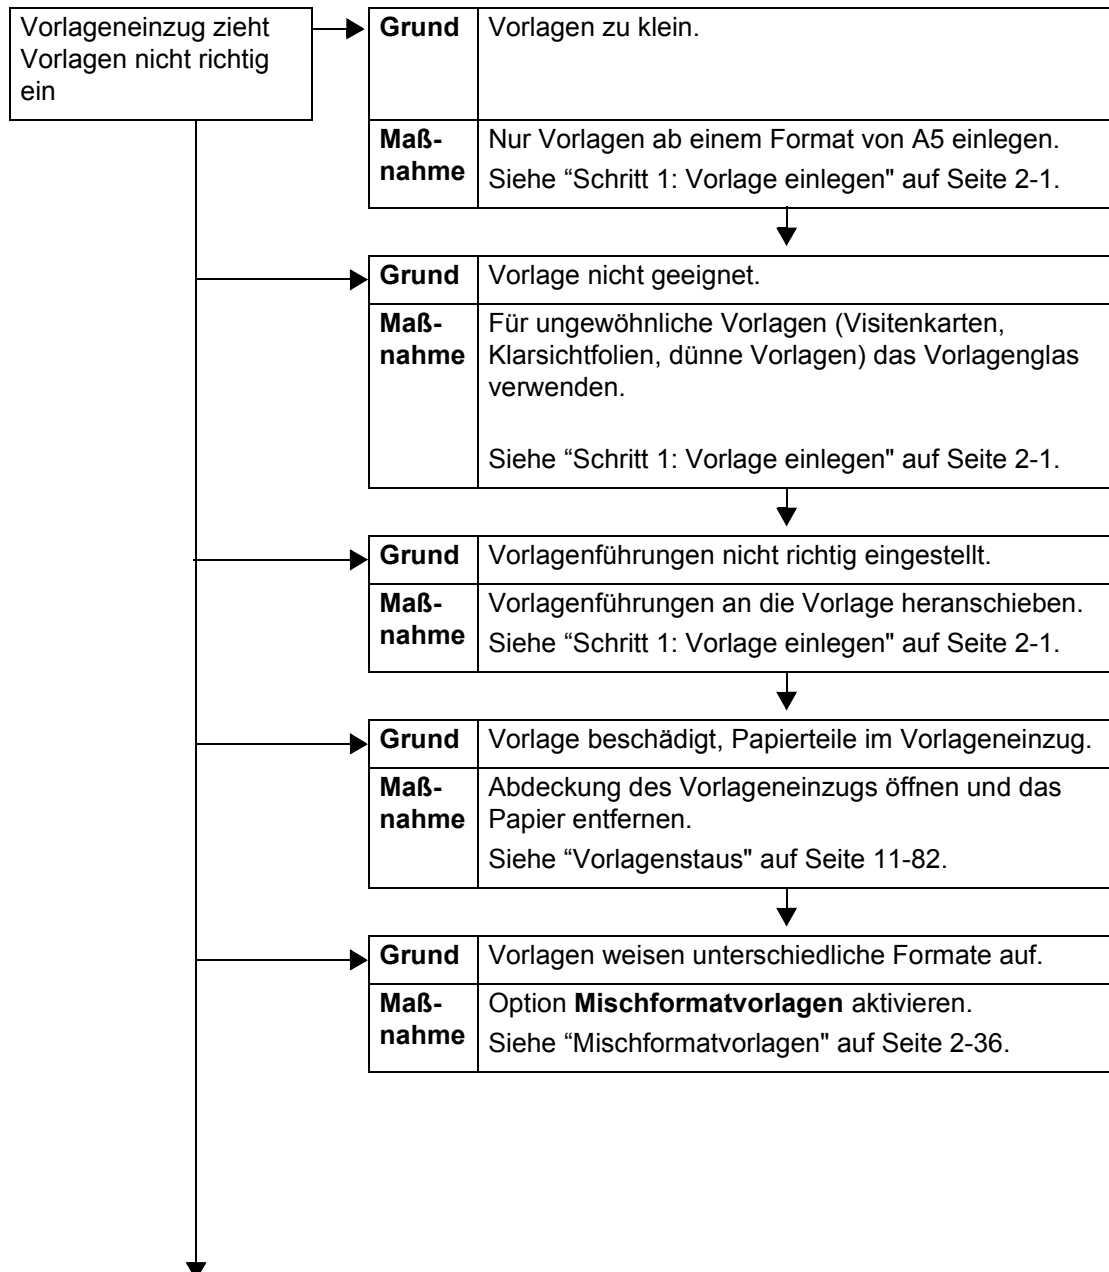 Vorlageneinzug zieht
Vorlagen nicht richtig
ein
Grund Vorlagen zu klein.
Maß- Nur Vorlagen ab einem Format von A5 einlegen.
nahme Siehe “Schritt 1: Vorlage einlegen" auf Seite 2-1.
Grund Vorlage nicht geeignet.
Maß- Für ungewöhnliche Vorlagen (Visitenkarten,
nahme Klarsichtfolien, dünne Vorlagen) das Vorlagenglas
verwenden.
Siehe “Schritt 1: Vorlage einlegen" auf Seite 2-1.
Grund Vorlagenführungen nicht richtig eingestellt.
Maß- Vorlagenführungen an die Vorlage heranschieben.
nahme Siehe “Schritt 1: Vorlage einlegen" auf Seite 2-1.
Grund Vorlage beschädigt, Papierteile im Vorlageneinzug.
Maß- Abdeckung des Vorlageneinzugs öffnen und das
nahme Papier entfernen.
Siehe “Vorlagenstaus" auf Seite 11-82.
Grund Vorlagen weisen unterschiedliche Formate auf.
Maß- Option Mischformatvorlagen aktivieren.
nahme Siehe “Mischformatvorlagen" auf Seite 2-36.